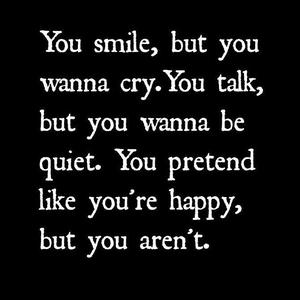 You smile, but you
wanna cry.You talk,
but you wanna be
quiet. You pretend
like you're happy,
but you aren't.